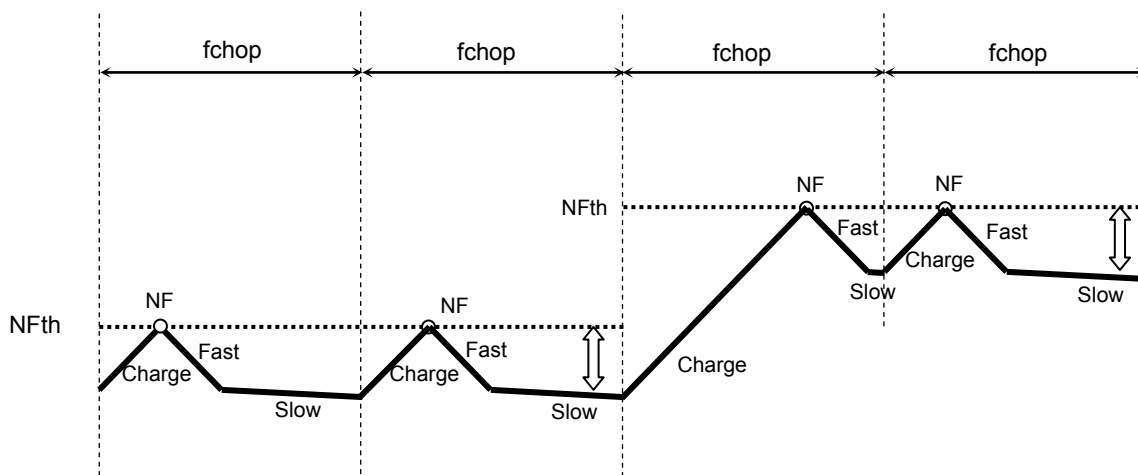 fchop
fchop
fchop
fchop
NF
NF
NFth
Fast
Fast
Charge
Slow
Slow
NF
NF
NFth
Fast
Fast
Charge
Charge
Slow
Slow
Charge